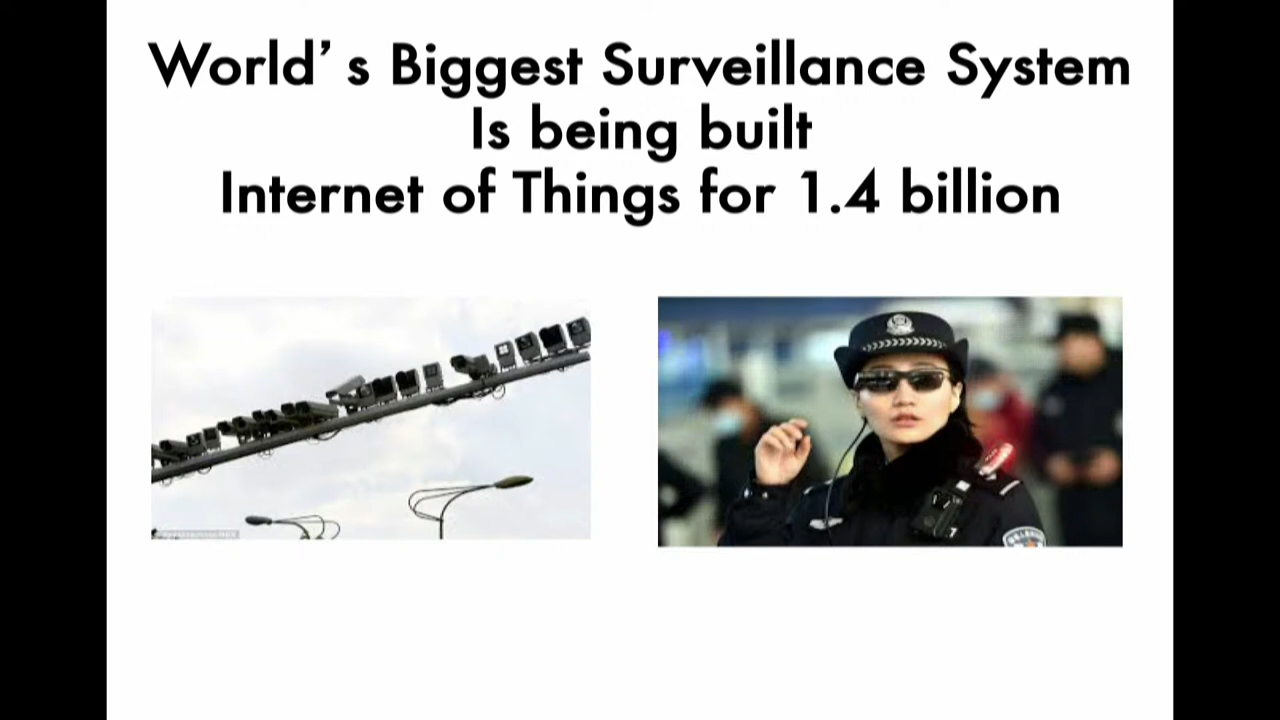 World’ s Biggest Surveillance System
Is being built
Internet of Things for 1.4 billion